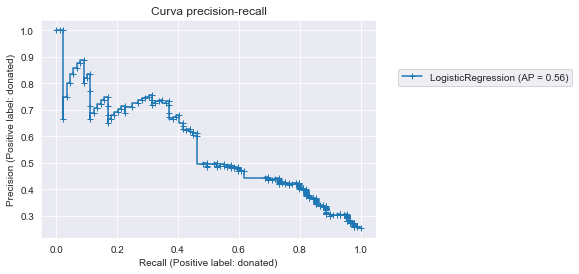 Curva precision-recall
1.0
0.9
0.8
0.7
0.6
0.5
0.4
0.3
Precision (Positive label: donated)
0.0 0.2 0.4 0.6 0.8 1.0
Recall (Positive label: donated)
LogisticRegression (AP = 0.56)